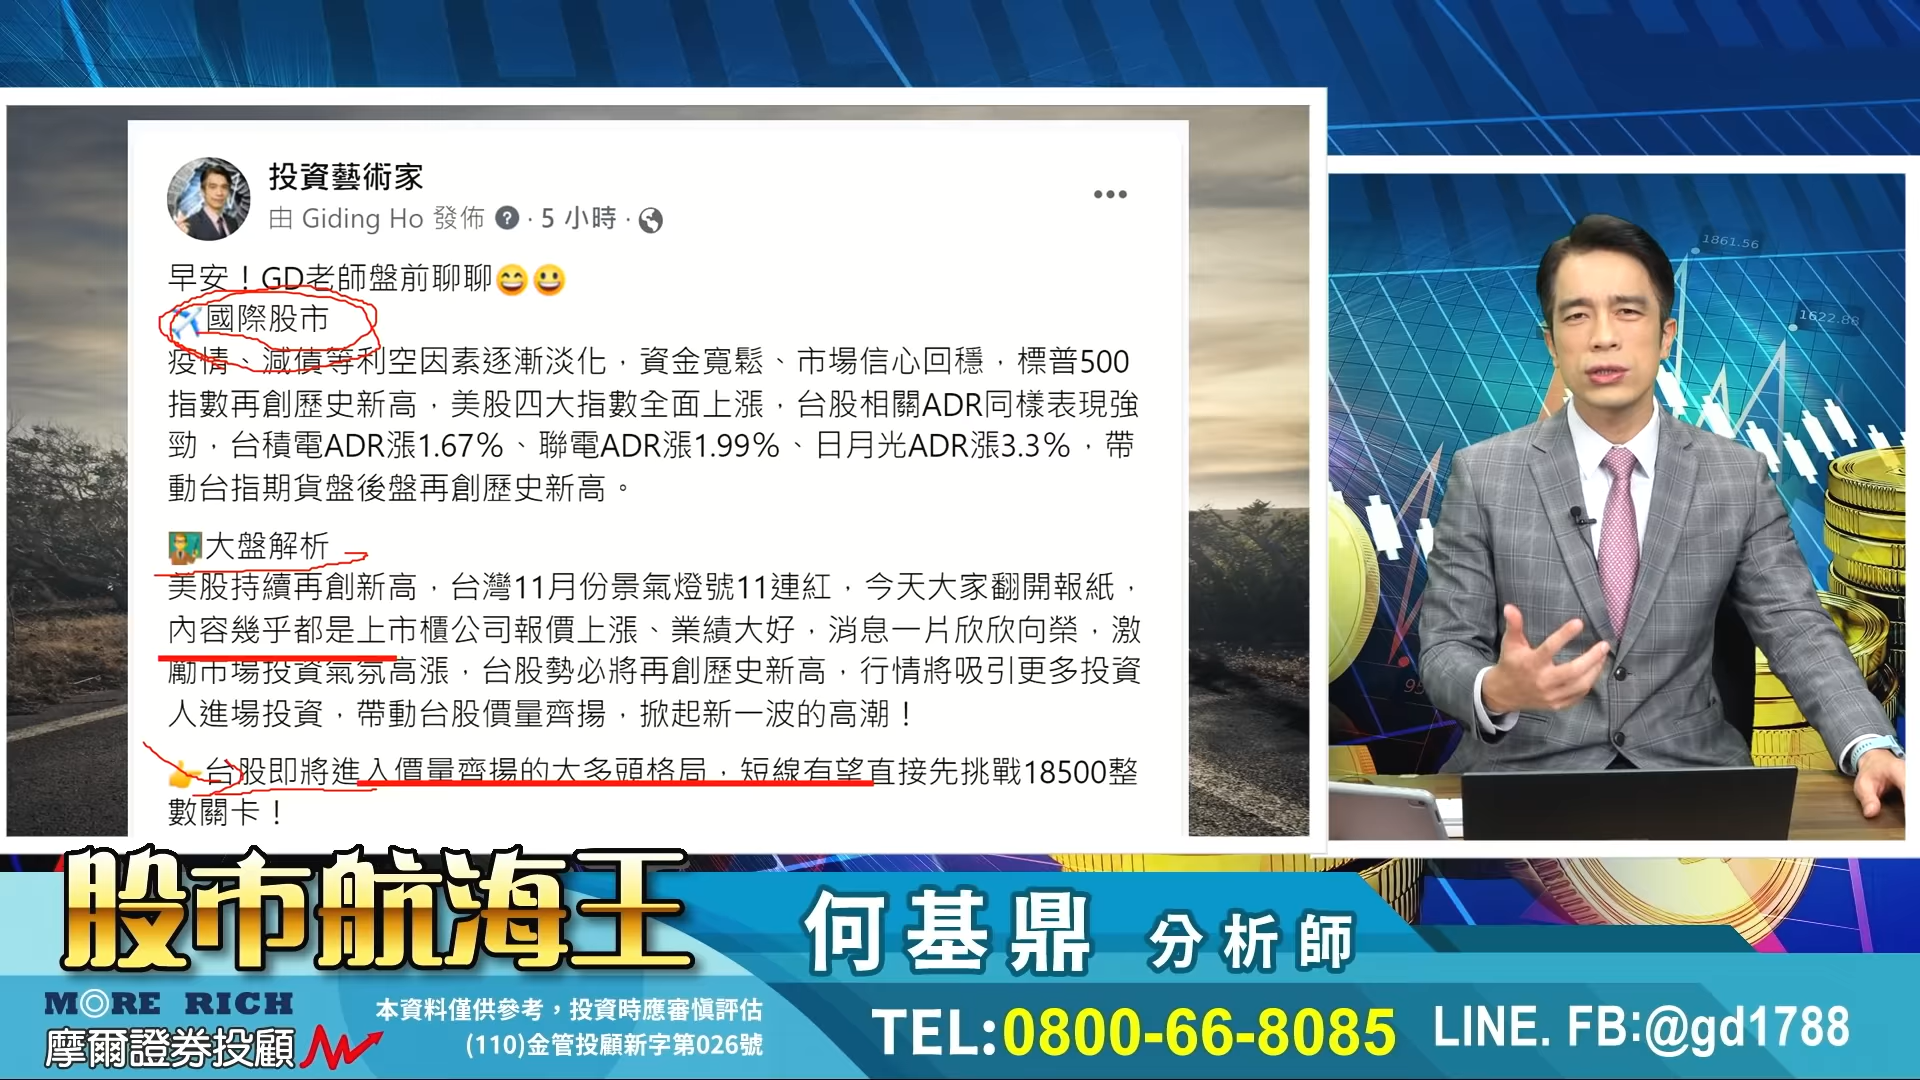 投資藝術家
由 Giding Ho 發佈 ? · 5 小時 ·
早安！GD老師盤前聊聊😄😃
✈️國際股市
疫情、減債等利空因素逐漸淡化，資金寬鬆、市場信心回穩，標普500
指數再創歷史新高，美股四大指數全面上漲，台股相關ADR同樣表現強
勁，台積電ADR漲1.67%、聯電ADR漲1.99%、日月光ADR漲3.3%，帶
動台指期貨盤後盤再創歷史新高。
👨‍🏫大盤解析
美股持續再創新高，台灣11月份景氣燈號11連紅，今天大家翻開報紙，
內容幾乎都是上市櫃公司報價上漲、業績大好，消息一片欣欣向榮，激
勵市場投資氣氛高漲，台股勢必將再創歷史新高，行情將吸引更多投資
人進場投資，帶動台股價量齊揚，掀起新一波的高潮！
👉台股即將進入價量齊揚的大多頭格局，短線有望直接先挑戰18500整
數關卡！
1861.56
1622.88
股市航海王
何基鼎 分析師
MORE RICH
摩爾證券投顧
本資料僅供參考，投資時應審慎評估
(110)金管投顧新字第026號
TEL:0800-66-8085
LINE. FB:@gd1788